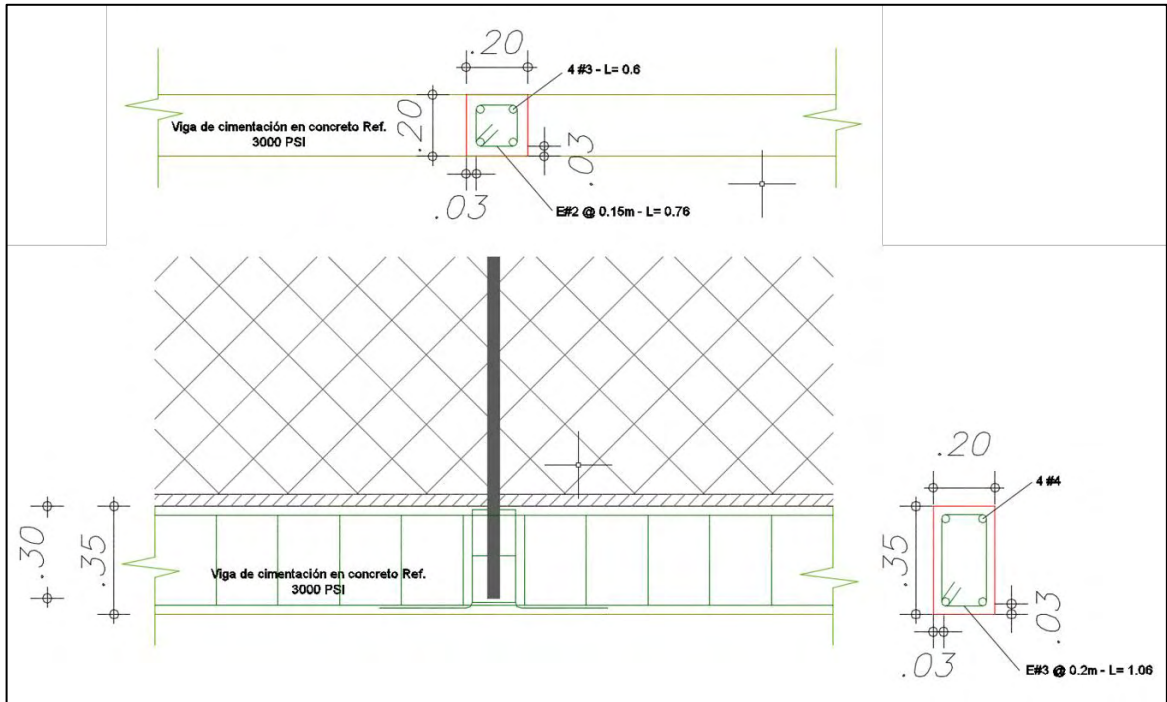 .20
4 #3 - L= 0.6
.20
Viga de cimentación en concreto Ref.
3000 PSI
.03
.03
E#2 @ 0.15m - L= 0.76
.20
4 #4
.30
.35
Viga de cimentación en concreto Ref.
3000 PSI
.35
.03
.03
E#3 @ 0.2m - L= 1.06